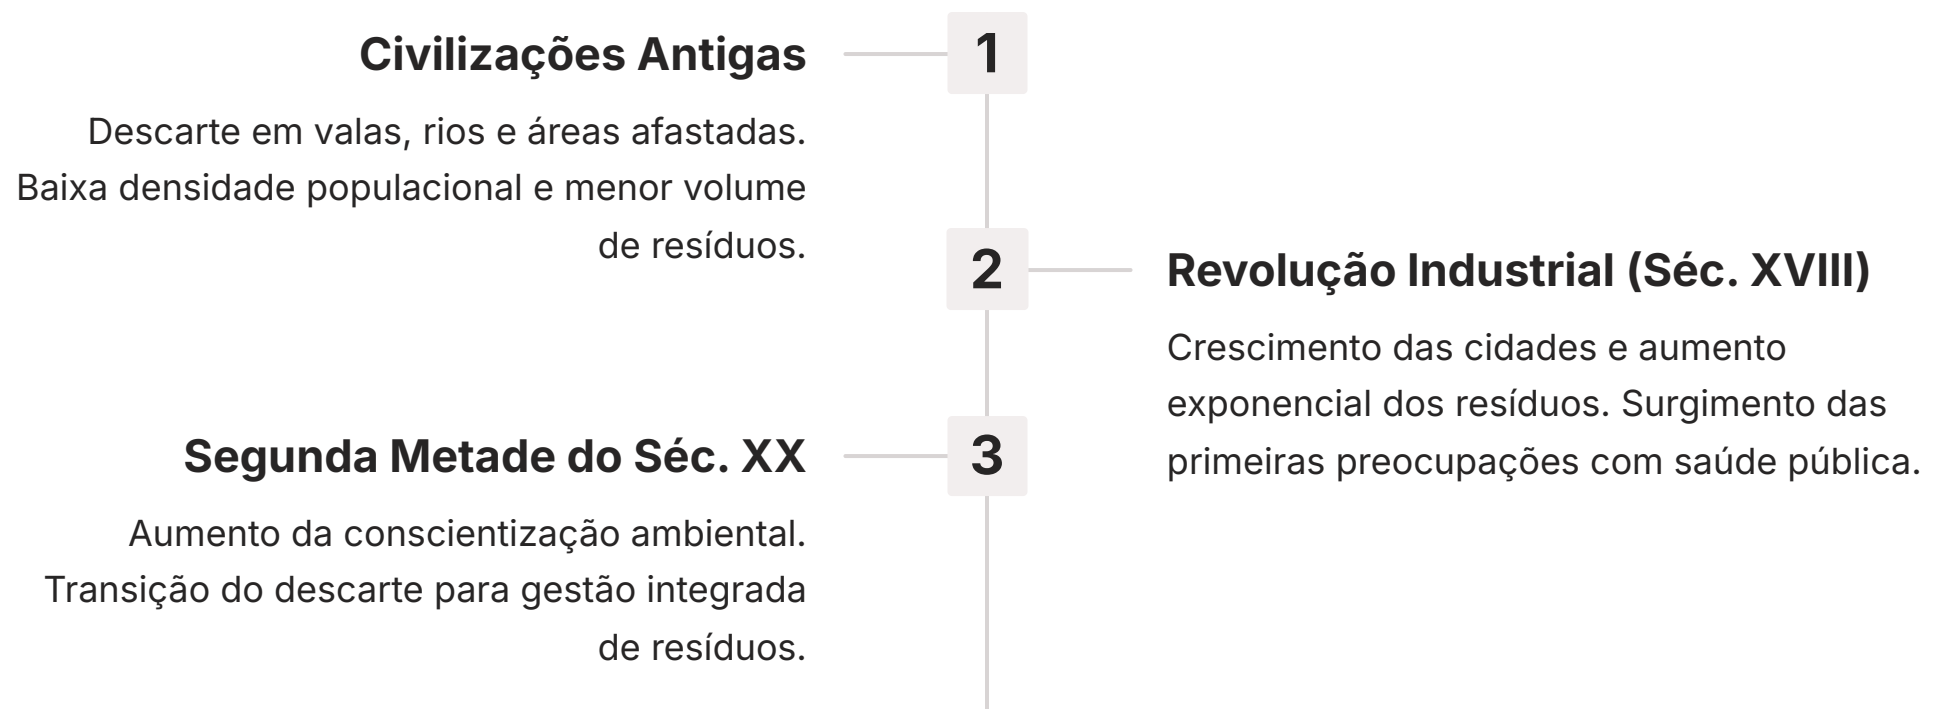 1
Civilizações Antigas
Descarte em valas, rios e áreas afastadas.
Baixa densidade populacional e menor volume
de resíduos.
2
Revolução Industrial (Séc. XVIII)
Crescimento das cidades e aumento
exponencial dos resíduos. Surgimento das
primeiras preocupações com saúde pública.
3
Segunda Metade do Séc. XX
Aumento da conscientização ambiental.
Transição do descarte para gestão integrada
de resíduos.